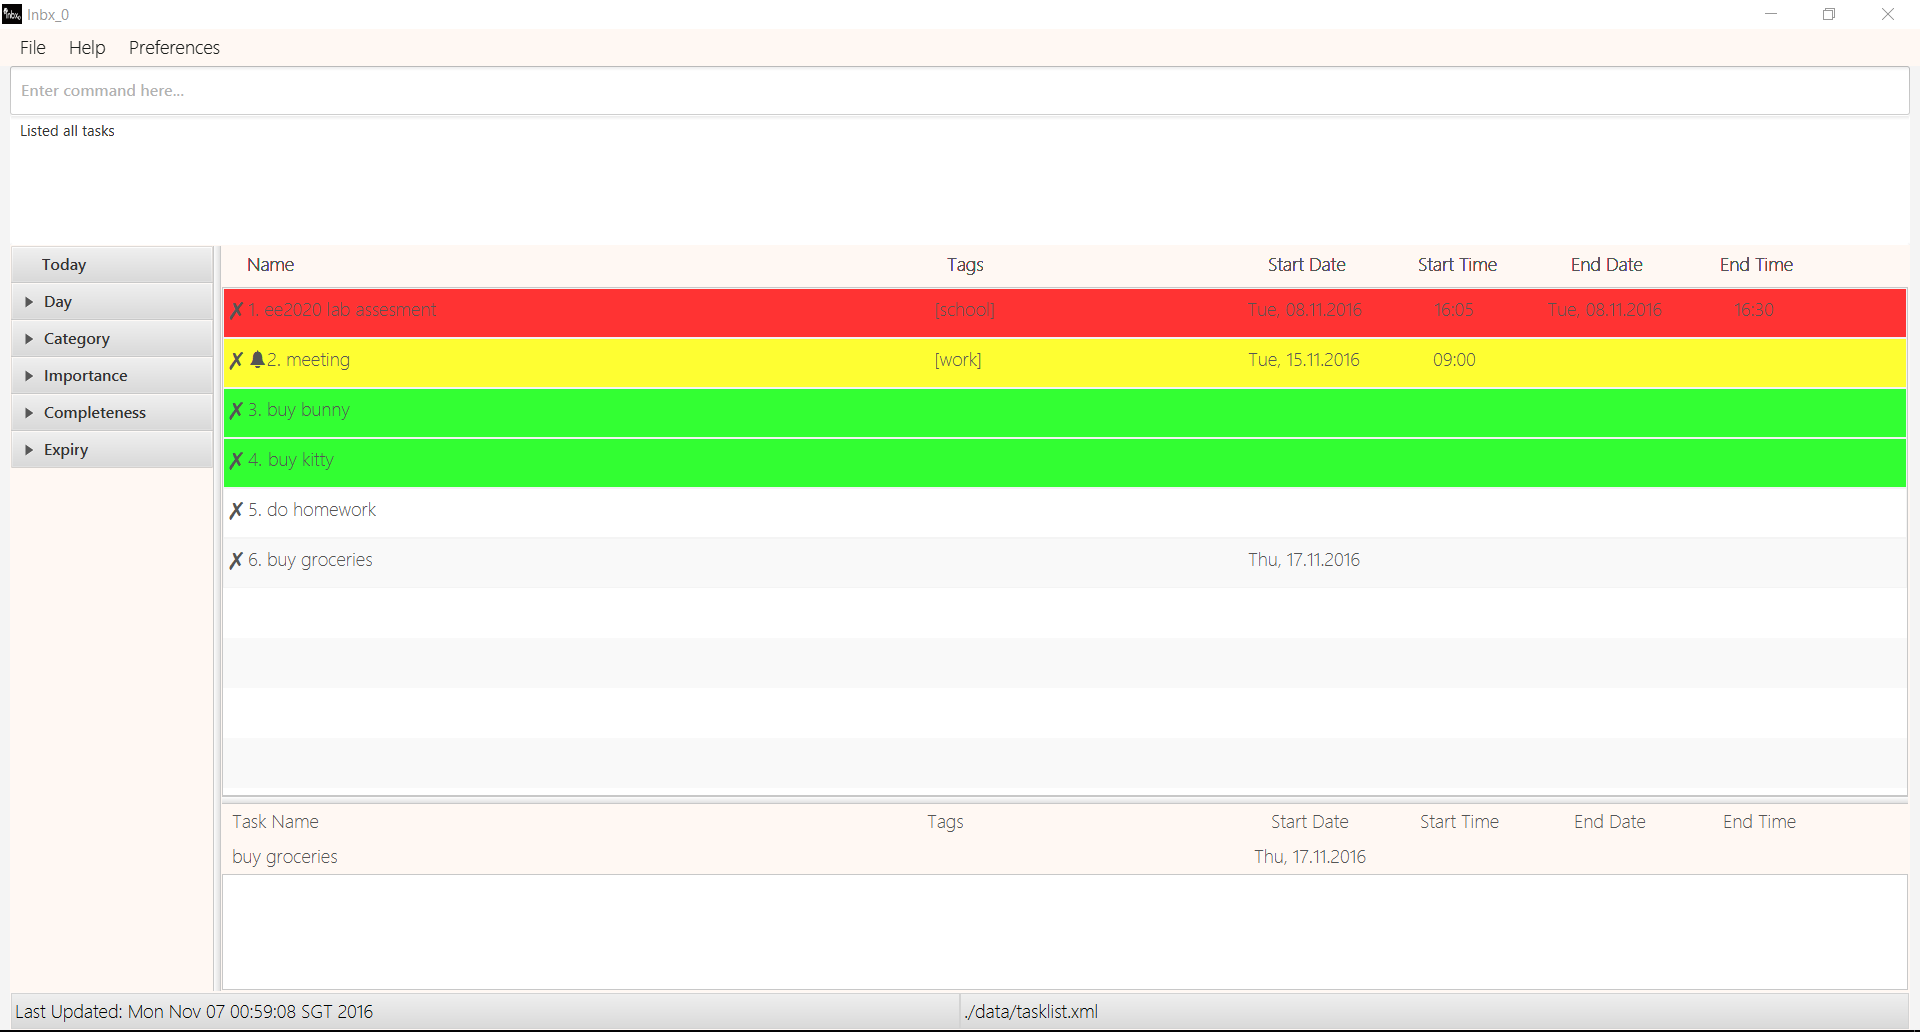 Inbx_0
File Help Preferences
Enter command here...
Listed all tasks
Today
Day
Category
Importance
Completeness
Expiry
Name Tags Start Date Start Time End Date End Time
✗ 1. ee2020 lab assesment [school] Tue, 08.11.2016 16:05 Tue, 08.11.2016 16:30
✗ 2. meeting [work] Tue, 15.11.2016 09:00
✗ 3. buy bunny
✗ 4. buy kitty
✗ 5. do homework
✗ 6. buy groceries Thu, 17.11.2016
Task Name Tags Start Date Start Time End Date End Time
buy groceries Thu, 17.11.2016
Last Updated: Mon Nov 07 00:59:08 SGT 2016 ./data/tasklist.xml